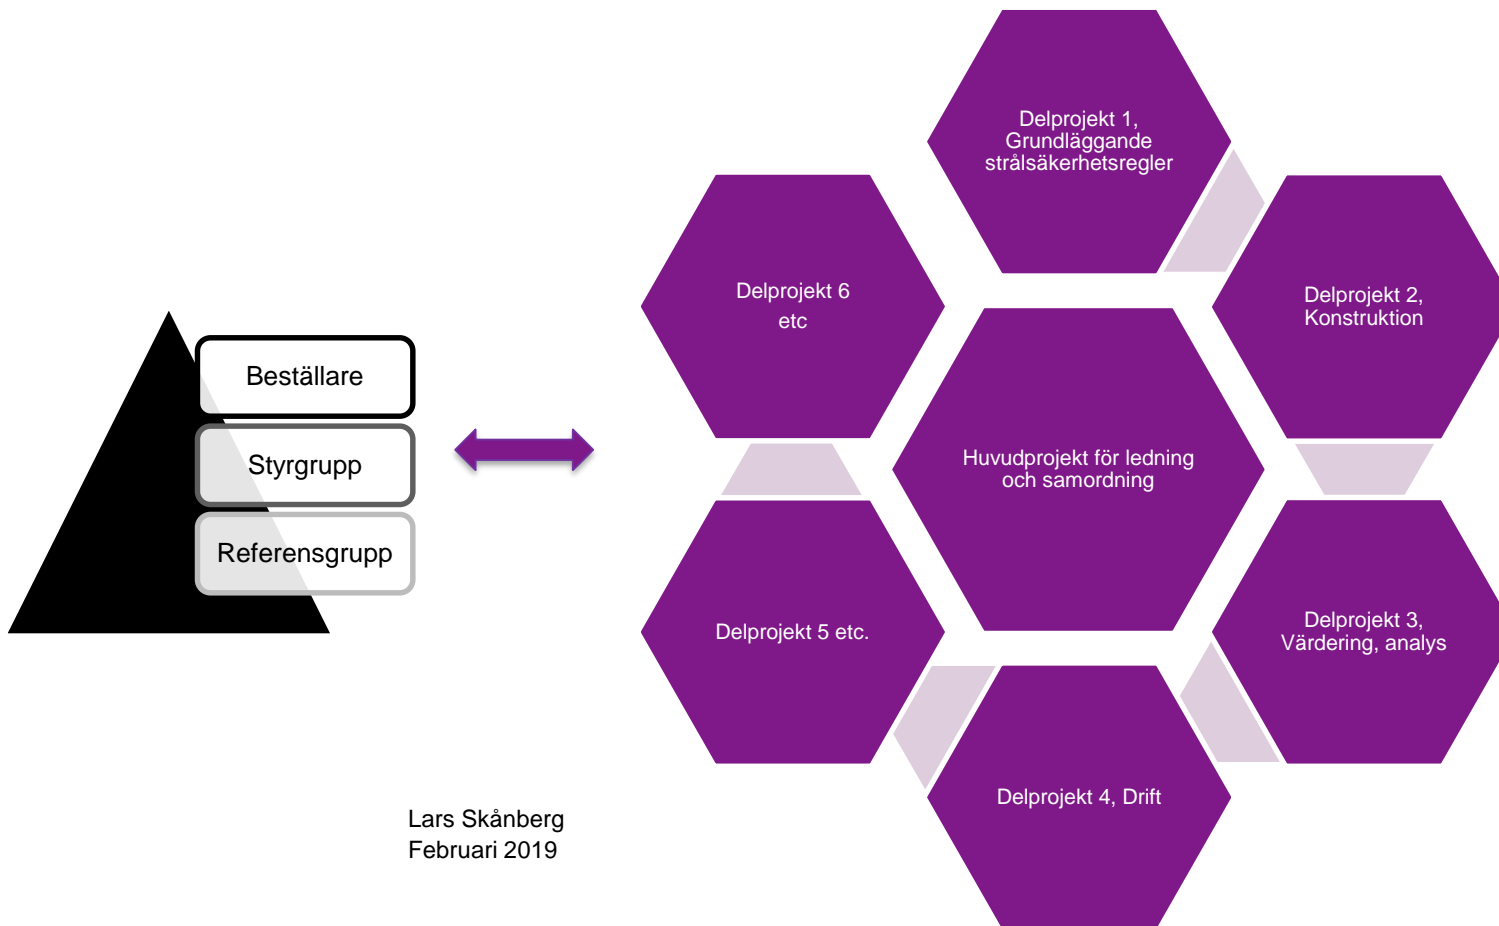 Beställare
Styrgrupp
Referensgrupp
Delprojekt 1,
Grundläggande
strålsäkerhetsregler
Delprojekt 2,
Konstruktion
Delprojekt 3,
Värdering, analys
Delprojekt 4, Drift
Delprojekt 5 etc.
Delprojekt 6
etc
Huvudprojekt för ledning
och samordning
Lars Skånberg
Februari 2019